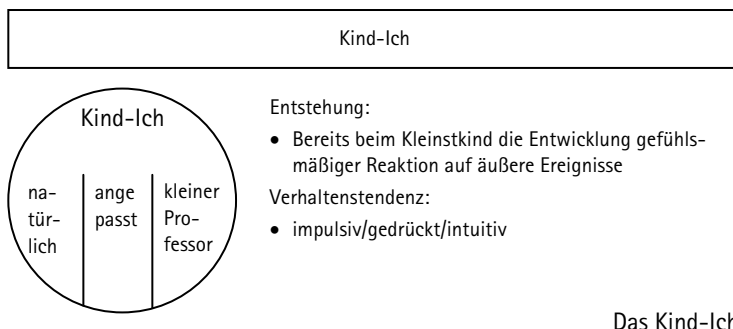 Kind-Ich
Kind-Ich
na-
tür-
lich
ange
passt
kleiner
Pro-
fessor
Entstehung:
• Bereits beim Kleinstkind die Entwicklung gefühls-
mäßiger Reaktion auf äußere Ereignisse
Verhaltenstendenz:
• impulsiv/gedrückt/intuitiv
Das Kind-Ich